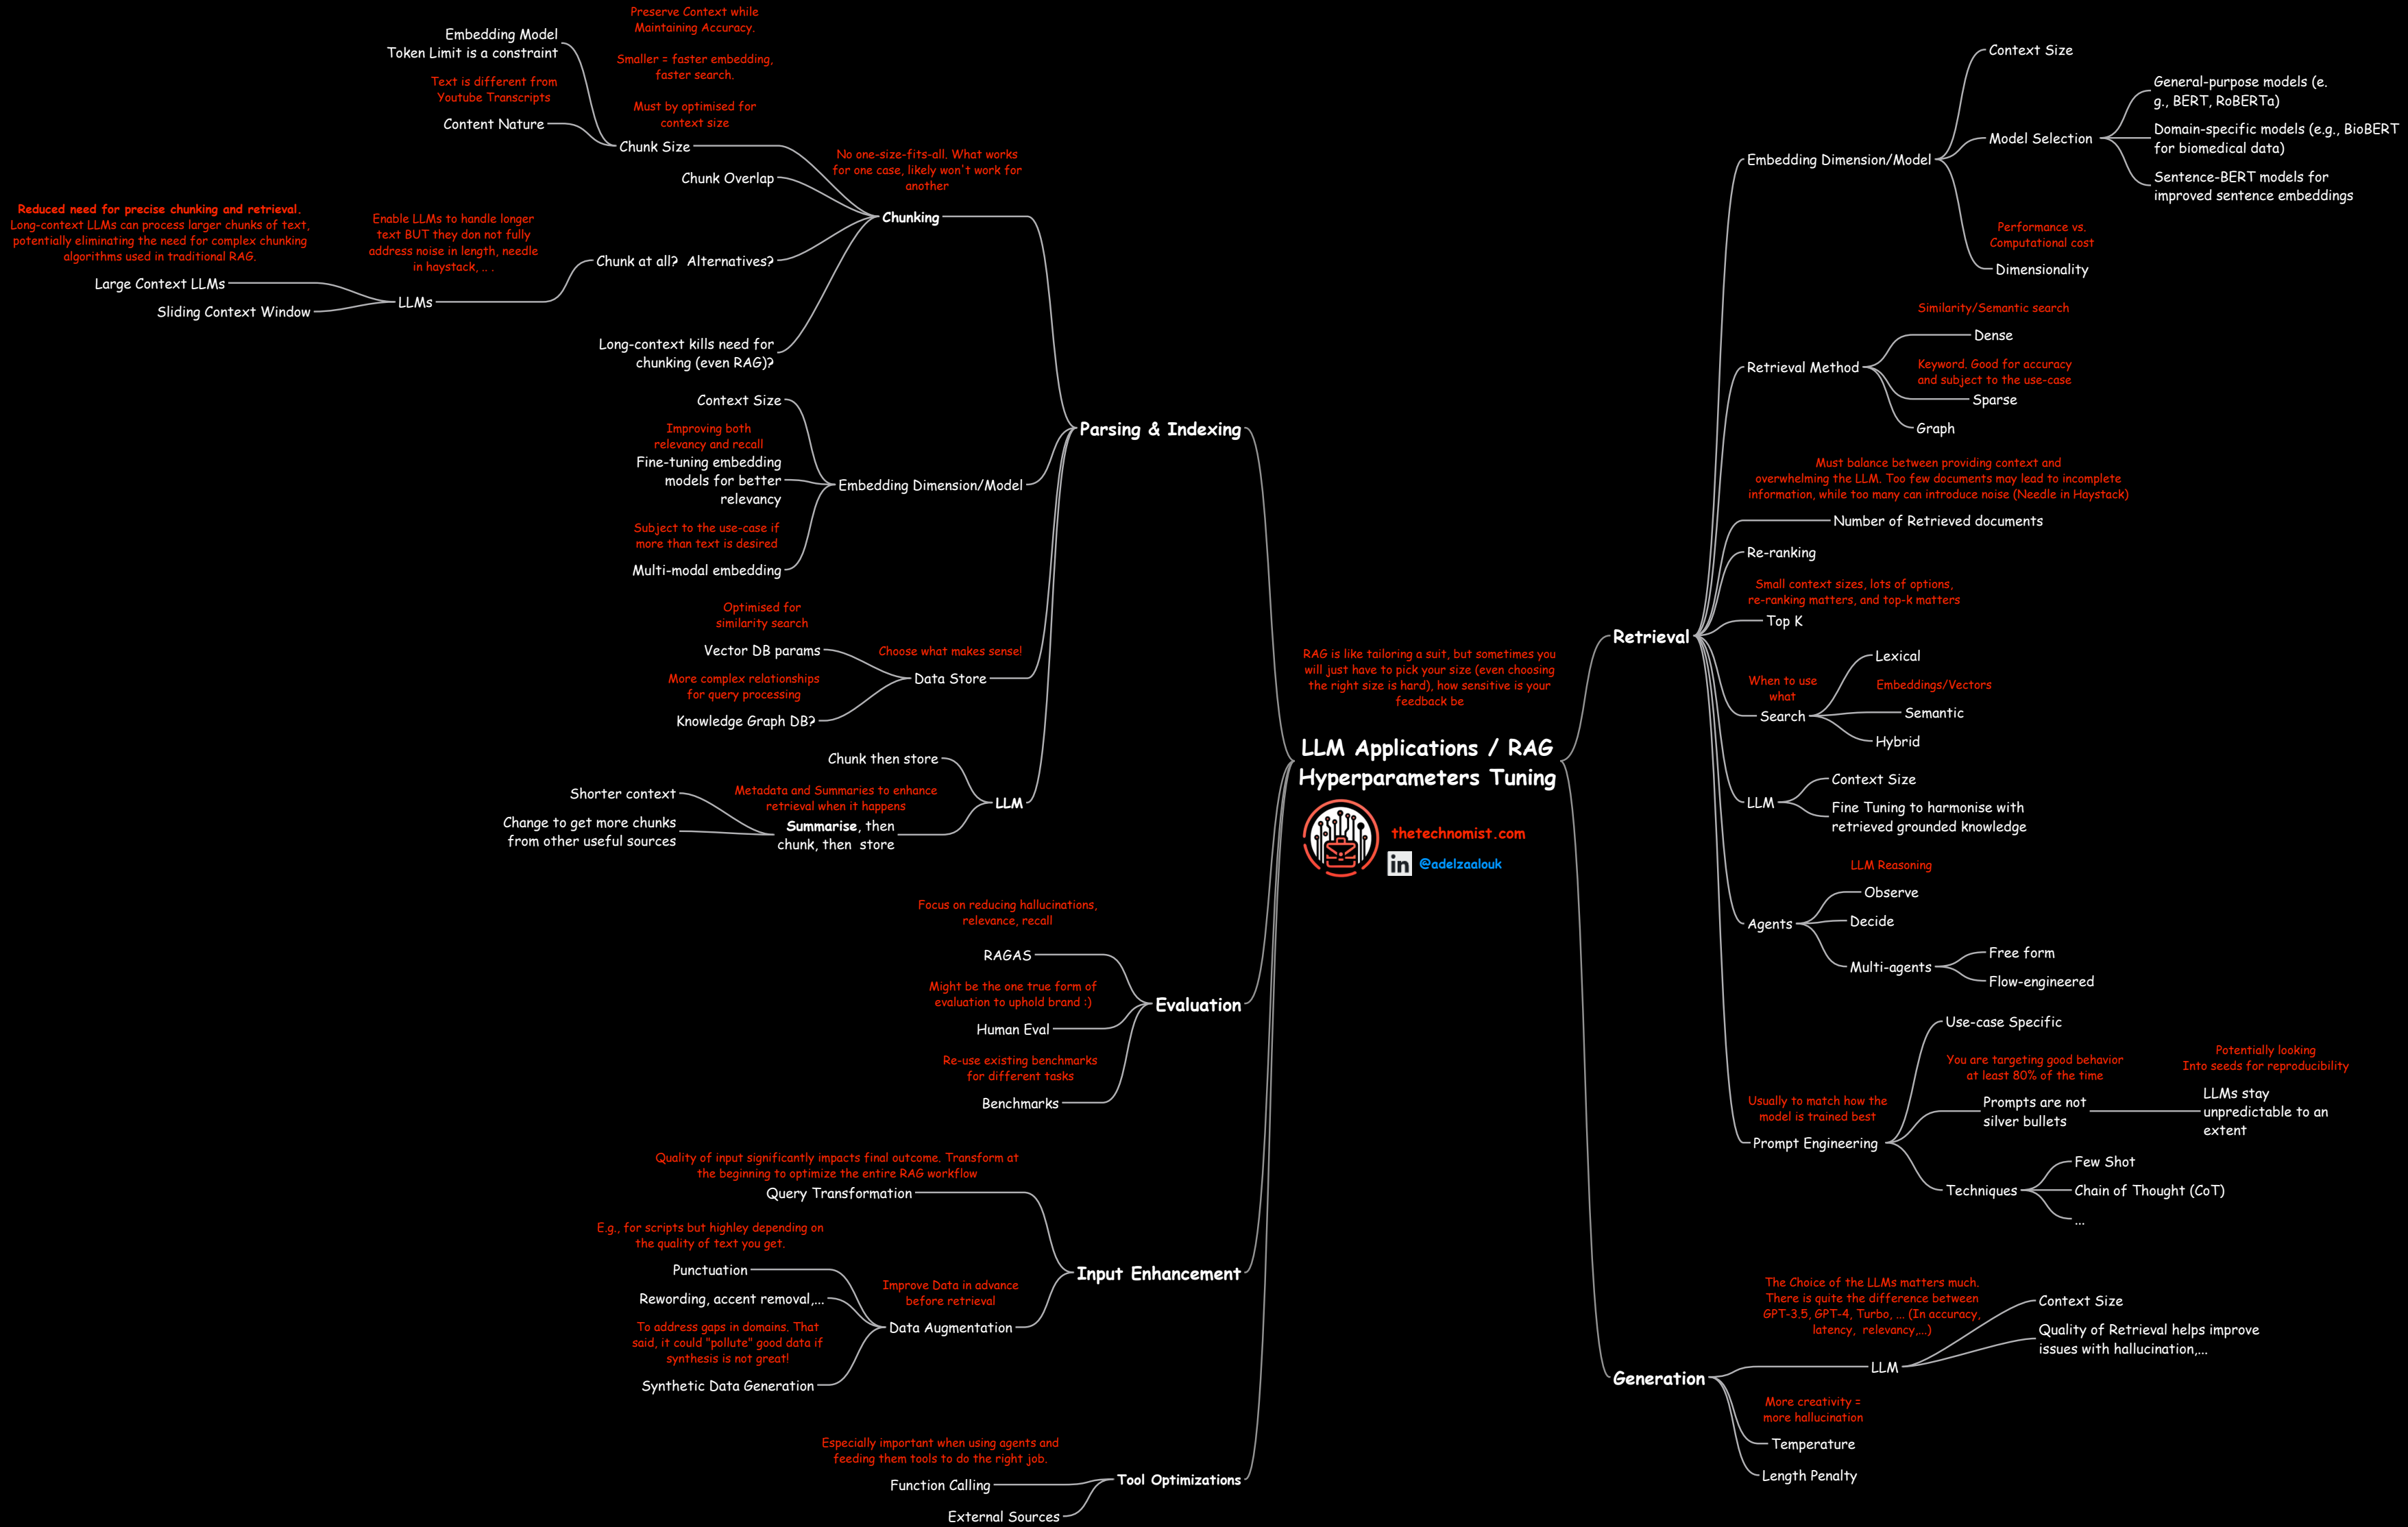 LLM Applications / RAG
Hyperparameters Tuning
RAG is like tailoring a suit, but sometimes you
will just have to pick your size (even choosing
the right size is hard), how sensitive is your
feedback be
thetechnomist.com
in
@adelzaalouk
Parsing & Indexing
No one-size-fits-all. What works
for one case, likely won't work for
another
Chunking
Preserve Context while
Maintaining Accuracy.
Smaller = faster embedding,
faster search.
Must by optimised for
context size
Chunk Size
Embedding Model
Token Limit is a constraint
Text is different from
Youtube Transcripts
Content Nature
Chunk Overlap
Chunk at all?  Alternatives?
Enable LLMs to handle longer
text BUT they don not fully
address noise in length, needle
in haystack, .. .
LLMs
Reduced need for precise chunking and retrieval.
Long-context LLMs can process larger chunks of text,
potentially eliminating the need for complex chunking
algorithms used in traditional RAG.
Large Context LLMs
Sliding Context Window
Long-context kills need for
chunking (even RAG)?
Embedding Dimension/Model
Context Size
Improving both
relevancy and recall
Fine-tuning embedding
models for better
relevancy
Subject to the use-case if
more than text is desired
Multi-modal embedding
Choose what makes sense!
Data Store
Optimised for
similarity search
Vector DB params
More complex relationships
for query processing
Knowledge Graph DB?
LLM
Chunk then store
Metadata and Summaries to enhance
retrieval when it happens
Summarise, then
chunk, then  store
Shorter context
Change to get more chunks
from other useful sources
Evaluation
Focus on reducing hallucinations,
relevance, recall
RAGAS
Might be the one true form of
evaluation to uphold brand :)
Human Eval
Re-use existing benchmarks
for different tasks
Benchmarks
Input Enhancement
Quality of input significantly impacts final outcome. Transform at
the beginning to optimize the entire RAG workflow
Query Transformation
Improve Data in advance
before retrieval
Data Augmentation
E.g., for scripts but highley depending on
the quality of text you get.
Punctuation
Rewording, accent removal,...
To address gaps in domains. That
said, it could "pollute" good data if
synthesis is not great!
Synthetic Data Generation
Tool Optimizations
Especially important when using agents and
feeding them tools to do the right job.
Function Calling
External Sources
Retrieval
Embedding Dimension/Model
Context Size
Model Selection
General-purpose models (e.
g., BERT, RoBERTa)
Domain-specific models (e.g., BioBERT
for biomedical data)
Sentence-BERT models for
improved sentence embeddings
Performance vs.
Computational cost
Dimensionality
Retrieval Method
Similarity/Semantic search
Dense
Keyword. Good for accuracy
and subject to the use-case
Sparse
Graph
Must balance between providing context and
overwhelming the LLM. Too few documents may lead to incomplete
information, while too many can introduce noise (Needle in Haystack)
Number of Retrieved documents
Re-ranking
Small context sizes, lots of options,
re-ranking matters, and top-k matters
Top K
When to use
what
Search
Lexical
Embeddings/Vectors
Semantic
Hybrid
LLM
Context Size
Fine Tuning to harmonise with
retrieved grounded knowledge
Agents
LLM Reasoning
Observe
Decide
Multi-agents
Free form
Flow-engineered
Usually to match how the
model is trained best
Prompt Engineering
Use-case Specific
You are targeting good behavior
at least 80% of the time
Prompts are not
silver bullets
Potentially looking
Into seeds for reproducibility
LLMs stay
unpredictable to an
extent
Techniques
Few Shot
Chain of Thought (CoT)
...
Generation
The Choice of the LLMs matters much.
There is quite the difference between
GPT-3.5, GPT-4, Turbo, ... (In accuracy,
latency,  relevancy,...)
LLM
Context Size
Quality of Retrieval helps improve
issues with hallucination,...
More creativity =
more hallucination
Temperature
Length Penalty